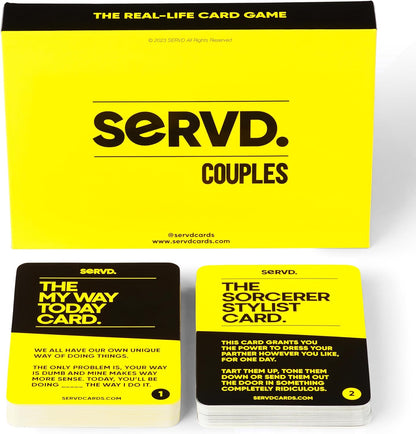 THE REAL-LIFE CARD GAME
© 2023 SERVD All Rights Reserved
SeRVD.
COUPLES
@servdcards
www.servdcards.com
SeRVD.
THE
MY WAY
TODAY
CARD.
WE ALL HAVE OUR OWN UNIQUE
WAY OF DOING THINGS.
THE ONLY PROBLEM IS, YOUR WAY
IS DUMB AND MINE MAKES WAY
MORE SENSE. TODAY, YOU'LL BE
DOING _____ THE WAY I DO IT.
SERVDCARDS.COM
1
SeRVD.
THE
SORCERER
STYLIST
CARD.
THIS CARD GRANTS YOU
THE POWER TO DRESS YOUR
PARTNER HOWEVER YOU LIKE,
FOR ONE DAY.
TART THEM UP, TONE THEM
DOWN OR SEND THEM OUT
THE DOOR IN SOMETHING
COMPLETELY RIDICULOUS.
SERVDCARDS.COM
2